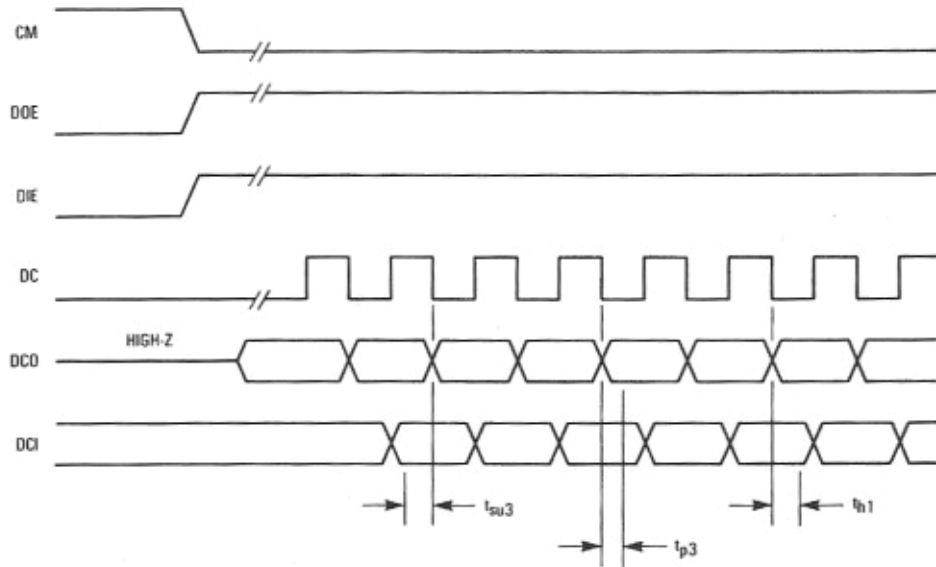 CM
DOE
DIE
DC
HIGH-Z
DCO
DCI
tsu3
th1
tp3